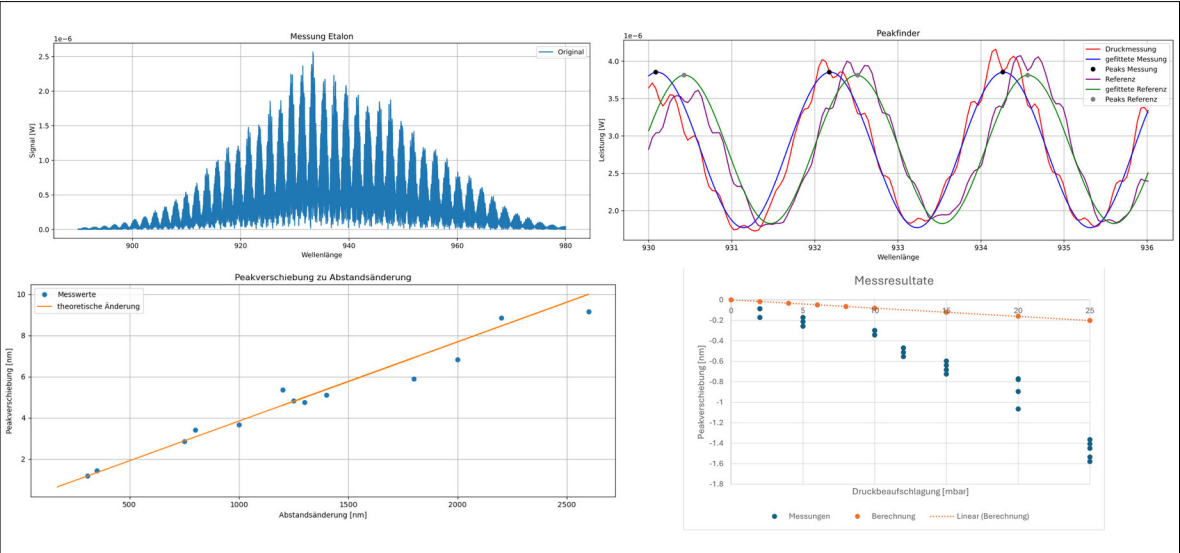 Messung Etalon
1e−6
Original
2.5
2.0
1.5
1.0
0.5
0.0
Signal [W]
900
920
940
960
980
Wellenlänge
Peakfinder
1e−6
Druckmessung
gefittete Messung
Peaks Messung
Referenz
gefittete Referenz
Peaks Referenz
4.0
3.5
3.0
2.5
2.0
Leistung [W]
930
931
932
933
934
935
936
Wellenlänge
Peakverschiebung zu Abstandsänderung
Messwerte
theoretische Änderung
10
8
6
4
2
Peakverschiebung [nm]
500
1000
1500
2000
2500
Abstandsänderung [nm]
Messresultate
0
-0.2
-0.4
-0.6
-0.8
-1
-1.2
-1.4
-1.6
-1.8
Peakverschiebung [nm]
0
5
10
15
20
25
Druckbeaufschlagung [mbar]
Messungen
Berechnung
Linear (Berechnung)